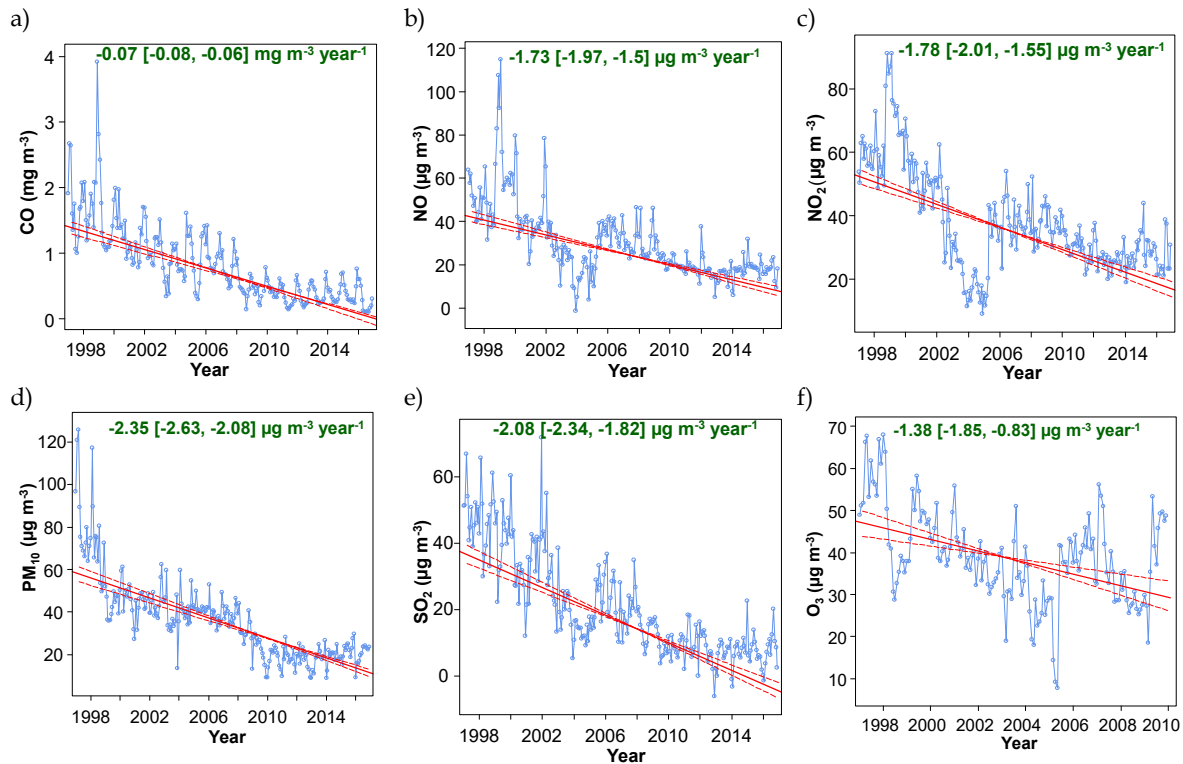 a)
-0.07 [-0.08, -0.06] mg m⁻³ year⁻¹
CO (mg m⁻³)
4
3
2
1
0
1998 2002 2006 2010 2014
Year
b)
-1.73 [-1.97, -1.5] µg m⁻³ year⁻¹
NO (µg m⁻³)
120
100
80
60
40
20
0
1998 2002 2006 2010 2014
Year
c)
-1.78 [-2.01, -1.55] µg m⁻³ year⁻¹
NO₂ (µg m⁻³)
80
60
40
20
1998 2002 2006 2010 2014
Year
d)
-2.35 [-2.63, -2.08] µg m⁻³ year⁻¹
PM₁₀ (µg m⁻³)
120
100
80
60
40
20
1998 2002 2006 2010 2014
Year
e)
-2.08 [-2.34, -1.82] µg m⁻³ year⁻¹
SO₂ (µg m⁻³)
60
40
20
0
1998 2002 2006 2010 2014
Year
f)
-1.38 [-1.85, -0.83] µg m⁻³ year⁻¹
O₃ (µg m⁻³)
70
60
50
40
30
20
10
1998 2000 2002 2004 2006 2008 2010
Year